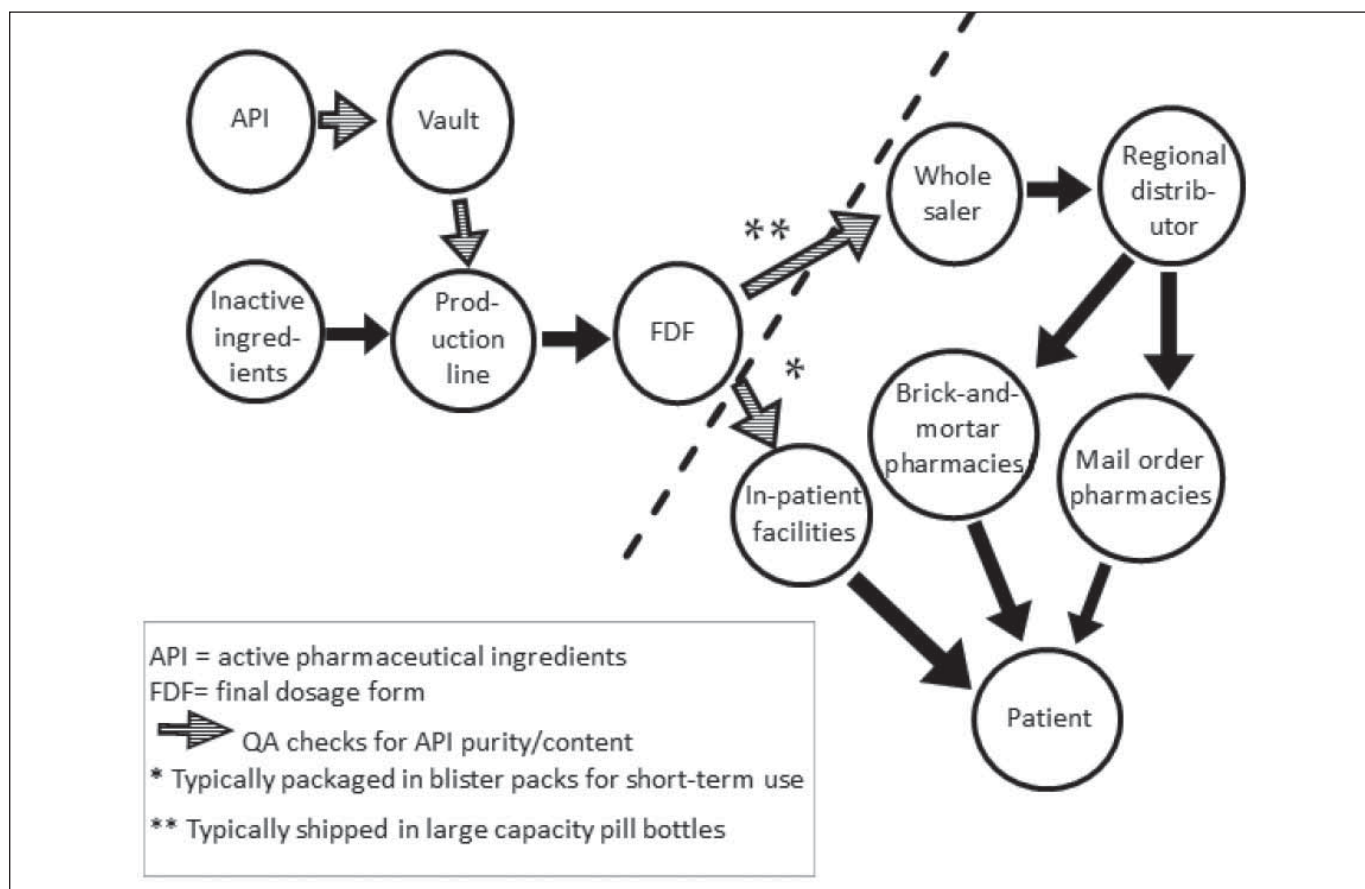 API
Vault
Whole
saler
Regional
distrib-
utor
**
Inactive
ingred-
ients
Prod-
uction
line
FDF
*
Brick-and-
mortar
pharmacies
Mail order
pharmacies
In-patient
facilities
Patient
API = active pharmaceutical ingredients
FDF= final dosage form
QA checks for API purity/content
* Typically packaged in blister packs for short-term use
** Typically shipped in large capacity pill bottles